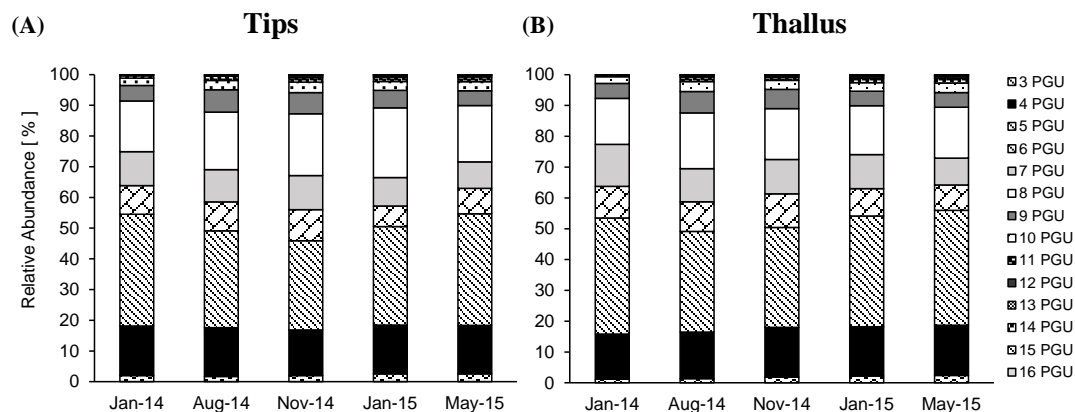 (A)
Tips
(B)
Thallus
Relative Abundance [ % ]
100
90
80
70
60
50
40
30
20
10
0
Jan-14 Aug-14 Nov-14 Jan-15 May-15
100
90
80
70
60
50
40
30
20
10
0
Jan-14 Aug-14 Nov-14 Jan-15 May-15
3 PGU
4 PGU
5 PGU
6 PGU
7 PGU
8 PGU
9 PGU
10 PGU
11 PGU
12 PGU
13 PGU
14 PGU
15 PGU
16 PGU